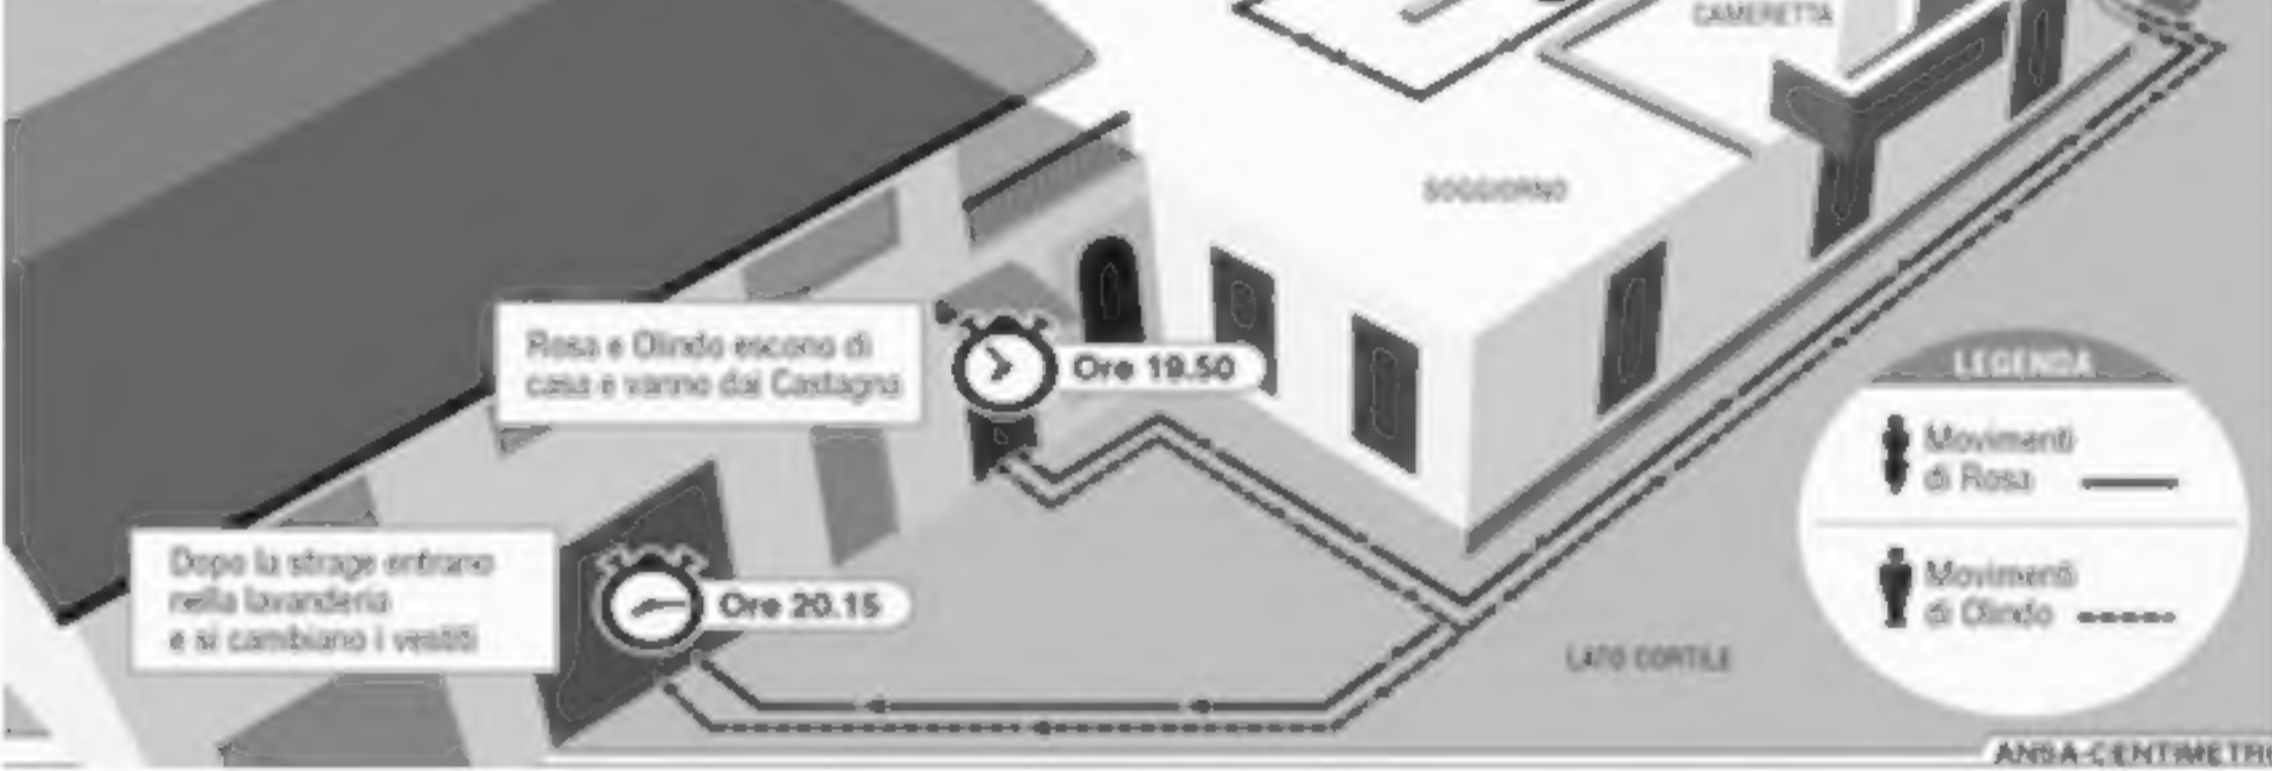 CAMERETTA
SOGGIORNO
Rosa e Olindo escono di
casa e vanno dai Castagna
Ore 19.50
LEGENDA
Movimenti
di Rosa
Movimenti
di Olindo
Dopo la strage entrano
nella lavanderia
e si cambiano i vestiti
Ore 20.15
LATO CORTILE
ANSA-CENTIMETRI